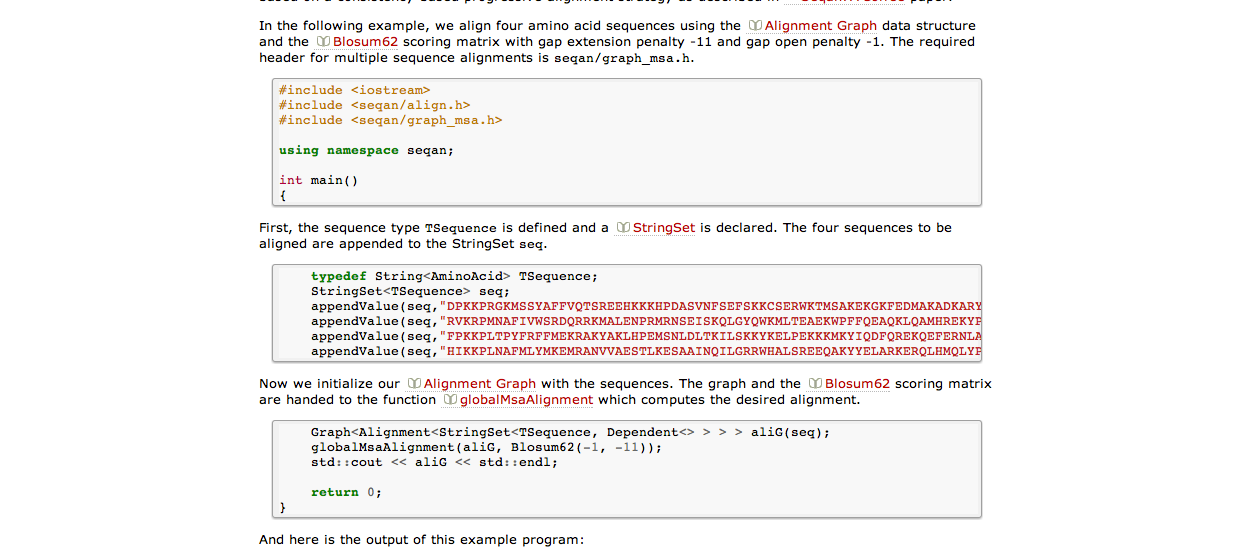 In the following example, we align four amino acid sequences using the Alignment Graph data structure
and the Blosum62 scoring matrix with gap extension penalty -11 and gap open penalty -1. The required
header for multiple sequence alignments is seqan/graph_msa.h.
#include <iostream>
#include <seqan/align.h>
#include <seqan/graph_msa.h>
using namespace seqan;
int main()
{
First, the sequence type TSequence is defined and a StringSet is declared. The four sequences to be
aligned are appended to the StringSet seq.
typedef String<AminoAcid> TSequence;
StringSet<TSequence> seq;
appendValue(seq,"DPKKPRGKMSSYAFFVQTSREEHKKKHPDASVNFSEFSKKCSERWKTMSAKEKGKFEDMAKADKARY
appendValue(seq,"RVKRPMNAFIVWSRDQRRKMALENPRMRNSEISKQLGYQWKMLTEAEKWPFFQEAQKLQAMHREKYP
appendValue(seq,"FPKKPLTPYFRFFMEKRAKYAKLHPEMSNLDLTKILSKKYKELPEKKKMKYIQDFQREKQEFERNLA
appendValue(seq,"HIKKPLNAFMLYMKEMRANVVAESTLKESAAINQILGRRWHALSREEQAKYYELARKERQLHMQLYP
Now we initialize our Alignment Graph with the sequences. The graph and the Blosum62 scoring matrix
are handed to the function globalMsaAlignment which computes the desired alignment.
Graph<Alignment<StringSet<TSequence, Dependent<> > > > aliG(seq);
globalMsaAlignment(aliG, Blosum62(-1, -11));
std::cout << aliG << std::endl;
return 0;
}
And here is the output of this example program: